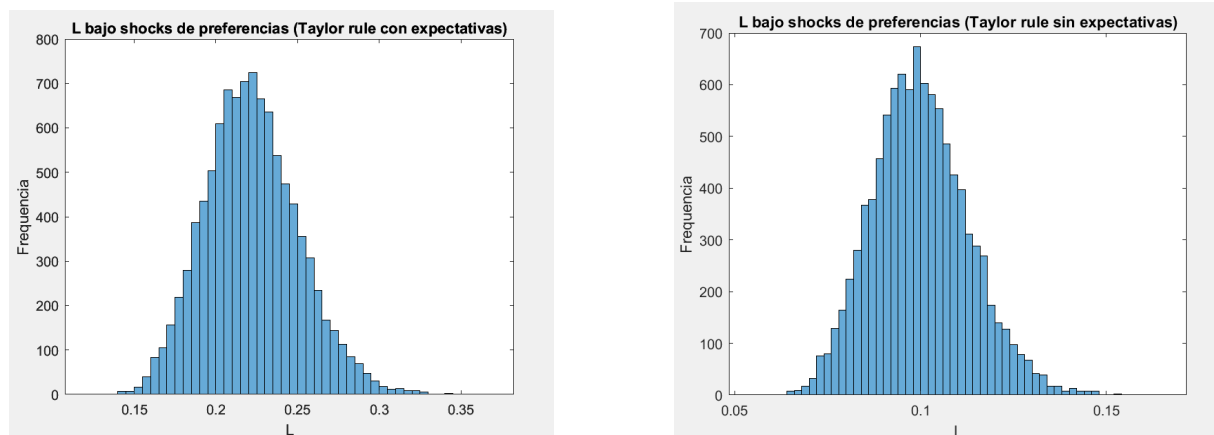 L bajo shocks de preferencias (Taylor rule con expectativas)
800
700
600
500
400
300
200
100
0
Frequencia
0.15 0.2 0.25 0.3 0.35
L
L bajo shocks de preferencias (Taylor rule sin expectativas)
700
600
500
400
300
200
100
0
Frequencia
0.05 0.1 0.15